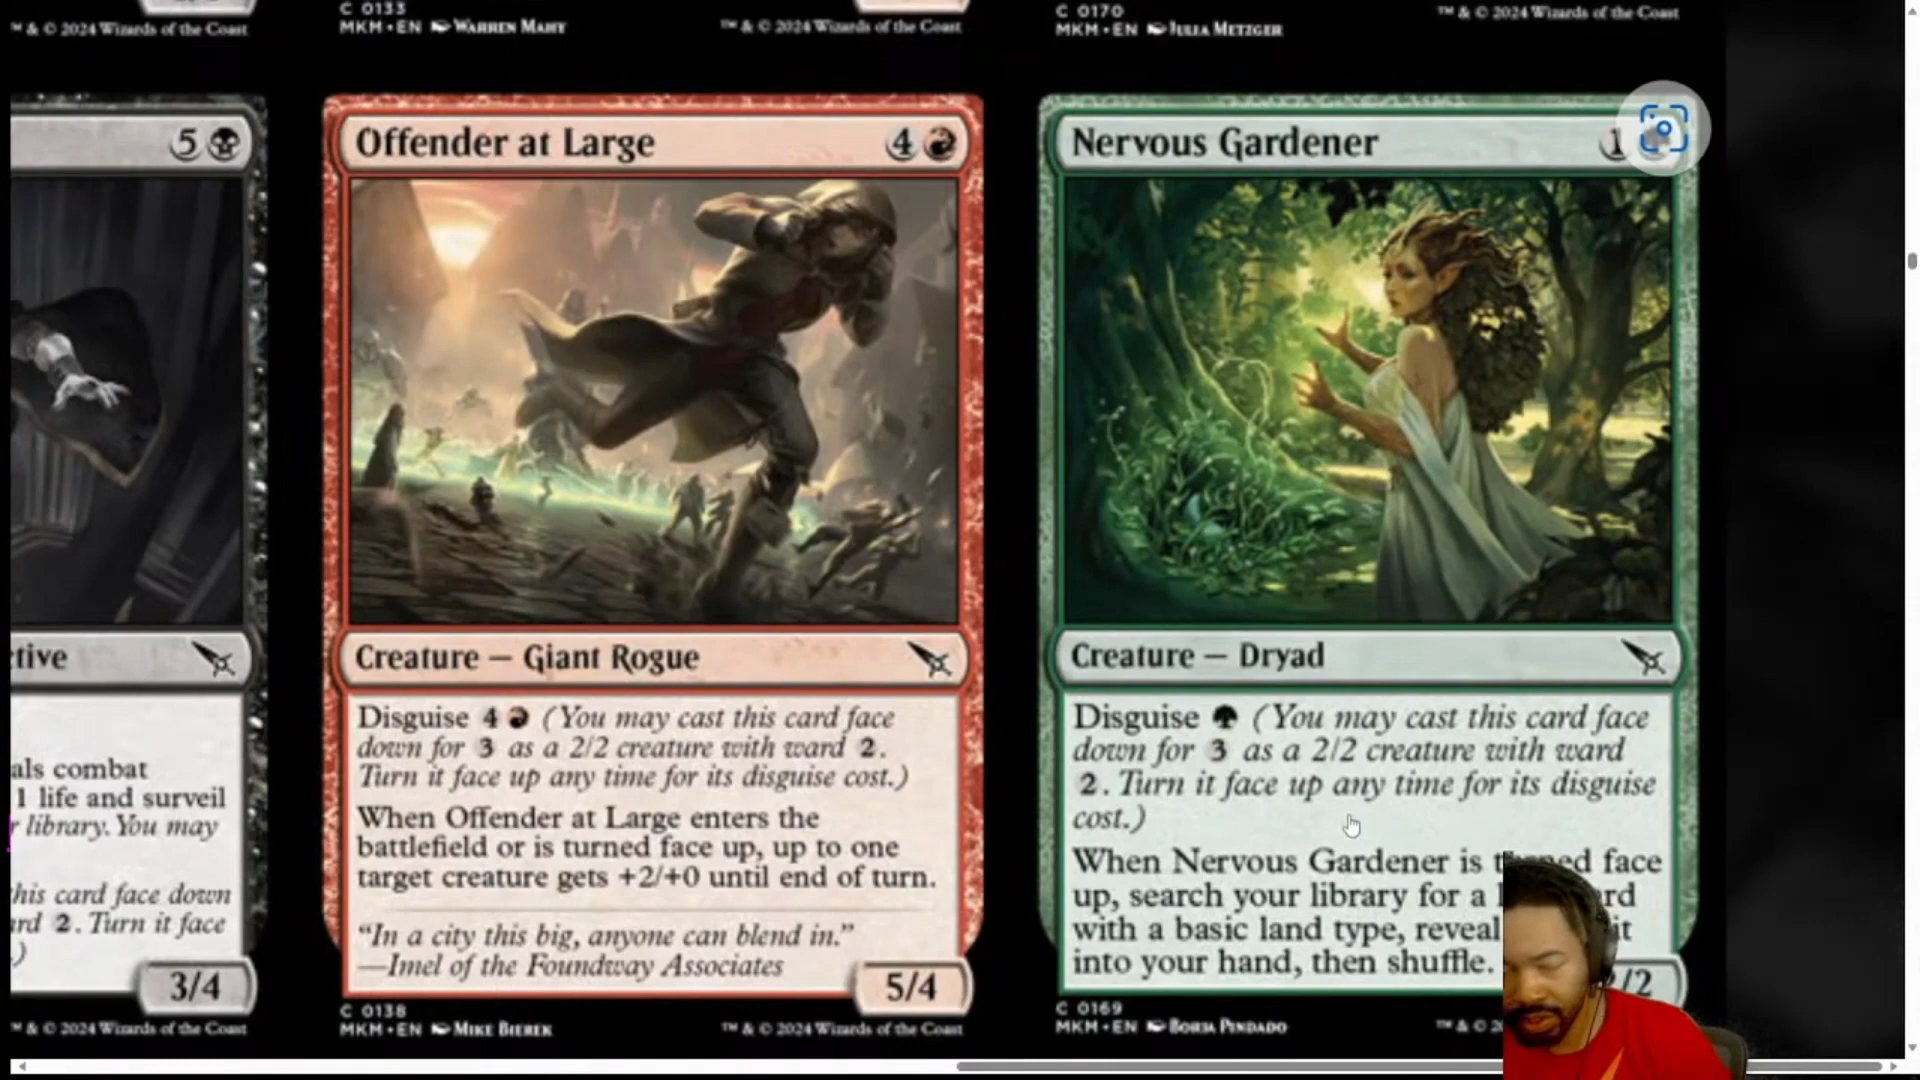 C 0133
MKM • EN WARREN MAHY
™ & © 2024 Wizards of the Coast
™ & © 2024 Wizards of the Coast
C 0170
MKM • EN JULIA METZGER
™ & © 2024 Wizards of the Coast
5
tive
als combat
1 life and surveil
r library. You may
his card face down
rd 2. Turn it face
)
3/4
™ & © 2024 Wizards of the Coast
Offender at Large 4
Creature — Giant Rogue
Disguise 4 (You may cast this card face
down for 3 as a 2/2 creature with ward 2.
Turn it face up any time for its disguise cost.)
When Offender at Large enters the
battlefield or is turned face up, up to one
target creature gets +2/+0 until end of turn.
“In a city this big, anyone can blend in.”
—Imel of the Foundway Associates
5/4
C 0138
MKM • EN MIKE BIEREK
™ & © 2024 Wizards of the Coast
Nervous Gardener 1
Creature — Dryad
Disguise (You may cast this card face
down for 3 as a 2/2 creature with ward
2. Turn it face up any time for its disguise
cost.)
When Nervous Gardener is face
up, search your library for a
with a basic land type, reveal it
into your hand, then shuffle.
/2
C 0169
MKM • EN BORJA PINDADO
™ & © 2